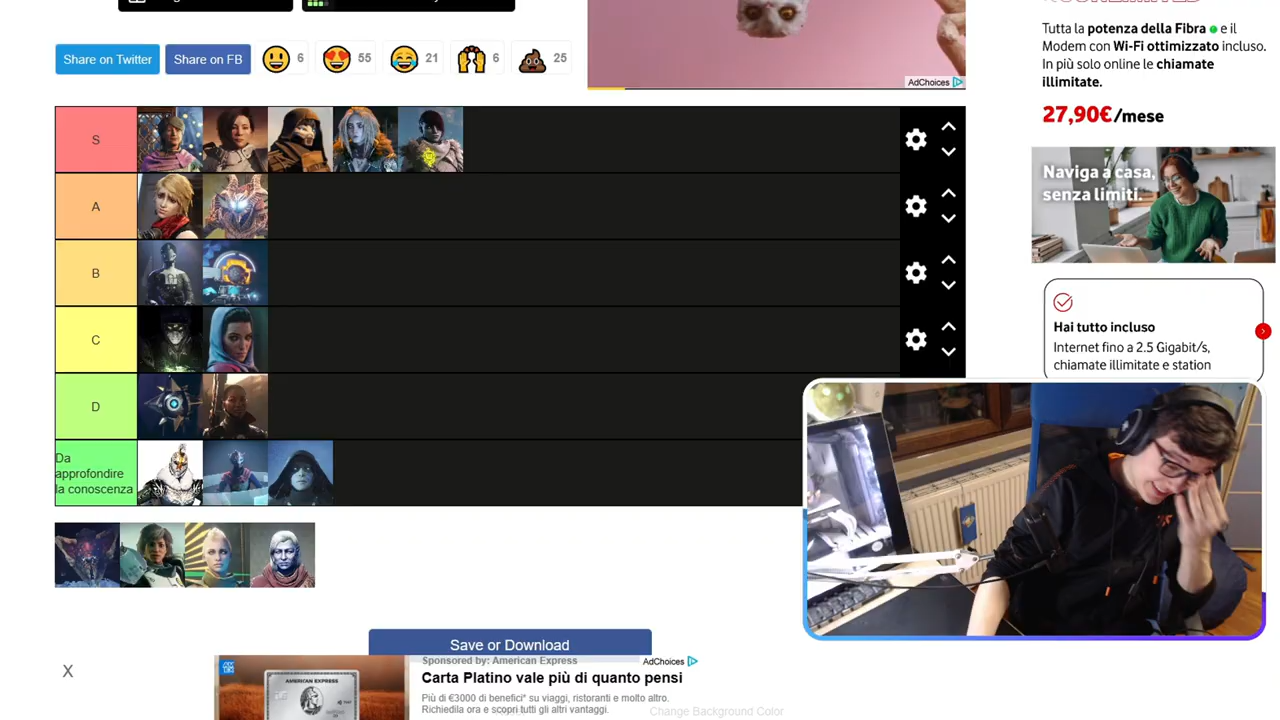 Share on Twitter
Share on FB
6
55
21
6
25
AdChoices
S
A
B
C
D
Da
approfondire
la conoscenza
Save or Download
Sponsored by: American Express
AdChoices
Carta Platino vale più di quanto pensi
Più di €3000 di benefici* su viaggi, ristoranti e molto altro.
Richiedila ora e scopri tutti gli altri vantaggi.
Change Background Color
X
AMERICAN EXPRESS
Tutta la potenza della Fibra e il
Modem con Wi-Fi ottimizzato incluso.
In più solo online le chiamate
illimitate.
27,90€/mese
Naviga a casa,
senza limiti.
Hai tutto incluso
Internet fino a 2.5 Gigabit/s,
chiamate illimitate e station